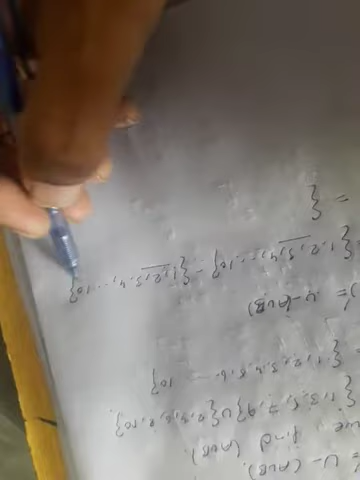 = U-(AUB).
find (AUB).
{1,3,5,7,9} U {2,4,6,8,10}
{1,2,3,4,5,6, ... 10}
U-(AUB)
= {1,2,3,4,...,10} - {1,2,3,4,...10}
= { }